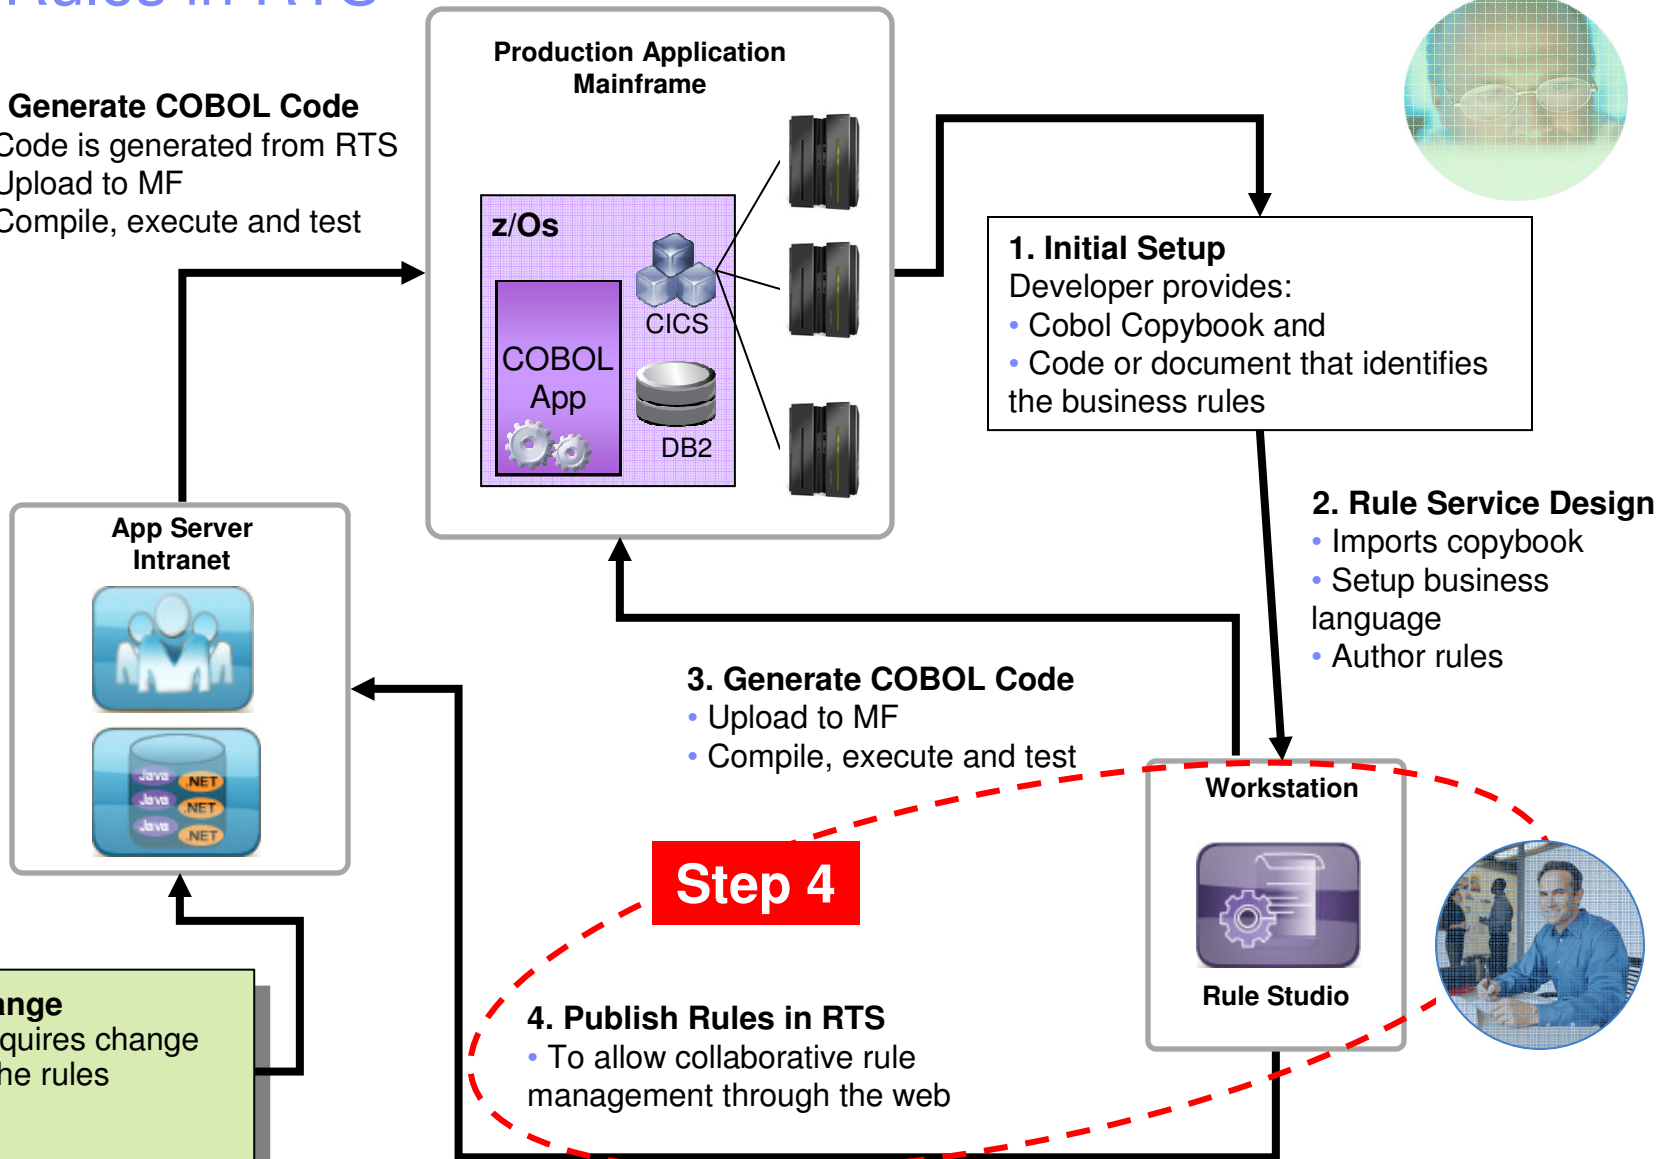 Rules in RTS
Production Application
Mainframe
Generate COBOL Code
Code is generated from RTS
Upload to MF
Compile, execute and test
z/Os
CICS
COBOL
App
DB2
1. Initial Setup
Developer provides:
• Cobol Copybook and
• Code or document that identifies
the business rules
App Server
Intranet
2. Rule Service Design
• Imports copybook
• Setup business
language
• Author rules
3. Generate COBOL Code
• Upload to MF
• Compile, execute and test
Java .NET
Java .NET
Java .NET
Workstation
Step 4
Rule Studio
4. Publish Rules in RTS
• To allow collaborative rule
management through the web
ange
quires change
he rules